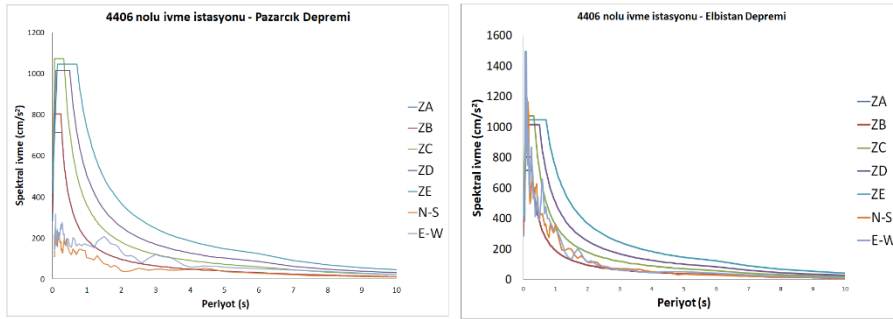 4406 nolu ivme istasyonu - Pazarcık Depremi
Spektral ivme (cm/s²)
1200
1000
800
600
400
200
0
0 1 2 3 4 5 6 7 8 9 10
Periyot (s)
ZA
ZB
ZC
ZD
ZE
N-S
E-W
4406 nolu ivme istasyonu - Elbistan Depremi
Spektral ivme (cm/s²)
1600
1400
1200
1000
800
600
400
200
0
0 1 2 3 4 5 6 7 8 9 10
Periyot (s)
ZA
ZB
ZC
ZD
ZE
N-S
E-W